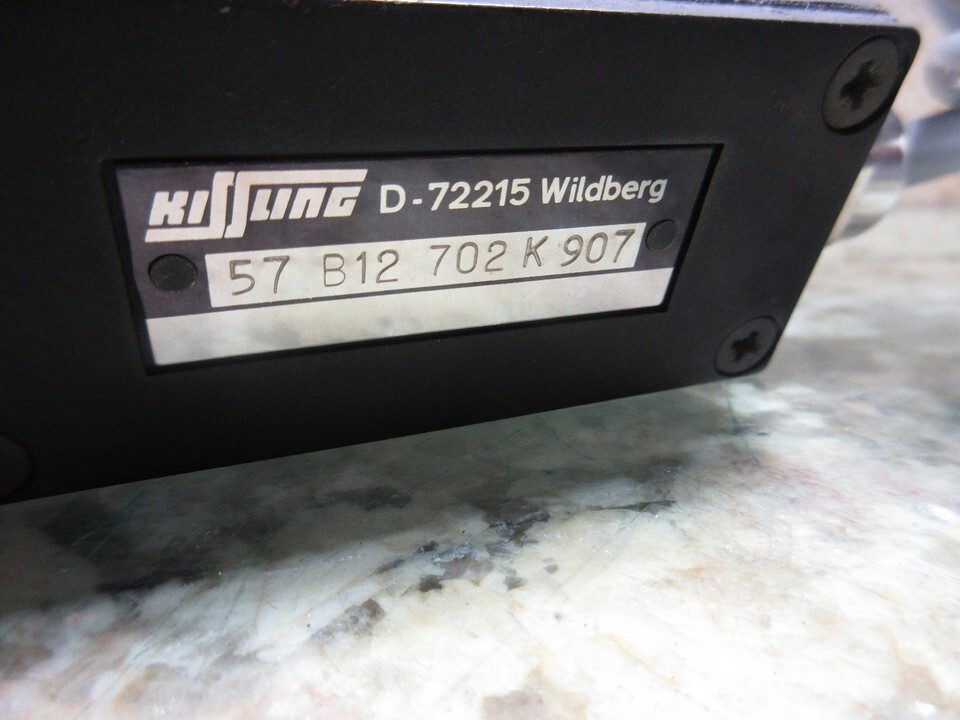 KISSLING D-72215 Wildberg
57 B12 702 K 907